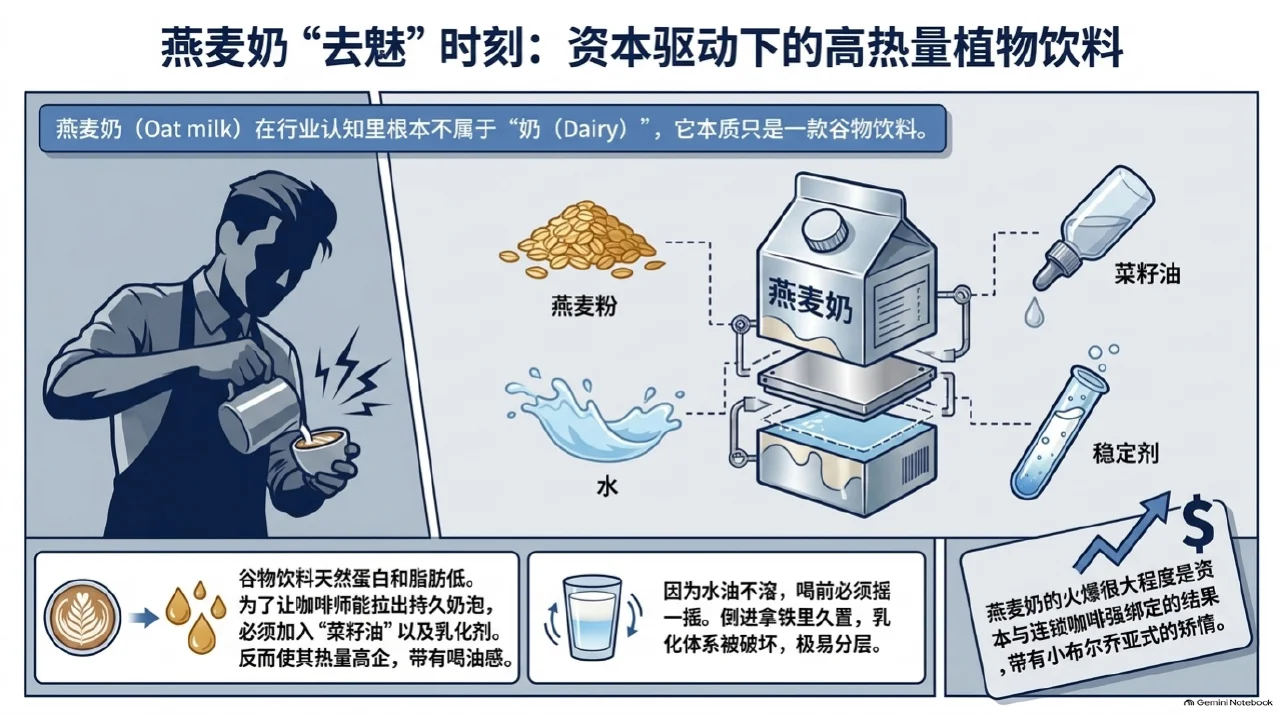 燕麦奶“去魅”时刻：资本驱动下的高热量植物饮料
燕麦奶（Oat milk）在行业认知里根本不属于“奶（Dairy）”，它本质只是一款谷物饮料。
燕麦粉
水
燕麦奶
菜籽油
稳定剂
谷物饮料天然蛋白和脂肪低。
为了让咖啡师能拉出持久奶泡，
必须加入“菜籽油”以及乳化剂。
反而使其热量高企，带有喝油感。
因为水油不溶，喝前必须摇
一摇。倒进拿铁里久置，乳
化体系被破坏，极易分层。
$
燕麦奶的火爆很大程度是资
本与连锁咖啡强绑定的结果
，带有小布尔乔亚式的矫情。
Gemini Notebook